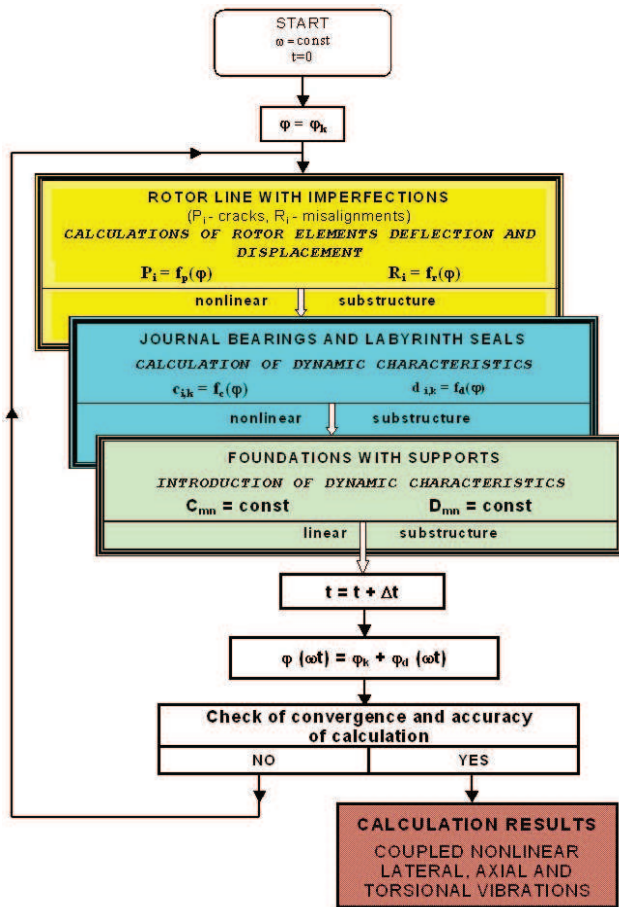 START
φ = const
t=0
φ = φk
ROTOR LINE WITH IMPERFECTIONS
(Pi - cracks, Ri - misalignments)
CALCULATIONS OF ROTOR ELEMENTS DEFLECTION AND
DISPLACEMENT
Pi = fp(φ) Ri = fr(φ)
nonlinear substructure
JOURNAL BEARINGS AND LABYRINTH SEALS
CALCULATION OF DYNAMIC CHARACTERISTICS
ci,k = fc(φ) d i,k = fd(φ)
nonlinear substructure
FOUNDATIONS WITH SUPPORTS
INTRODUCTION OF DYNAMIC CHARACTERISTICS
Cmn = const Dmn = const
linear substructure
t = t + Δt
φ (ωt) = φk + φd (ωt)
Check of convergence and accuracy
of calculation
NO YES
CALCULATION RESULTS
COUPLED NONLINEAR
LATERAL, AXIAL AND
TORSIONAL VIBRATIONS